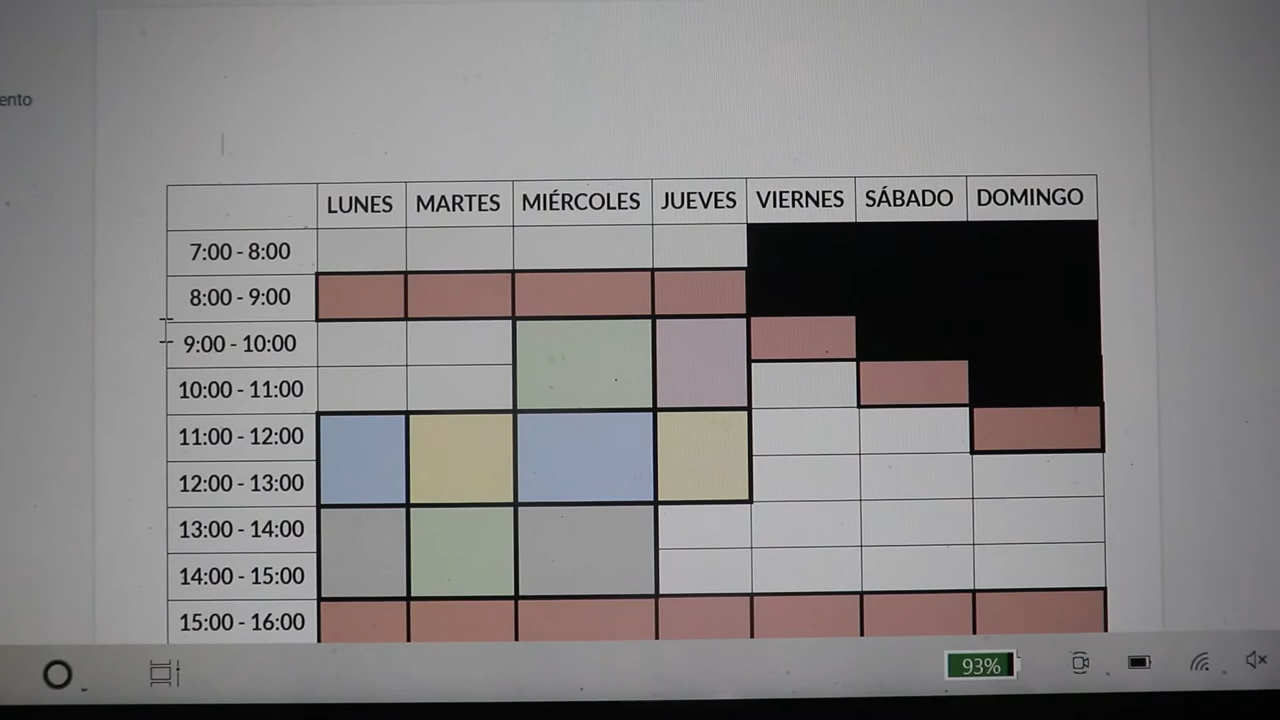 ento
LUNES MARTES MIÉRCOLES JUEVES VIERNES SÁBADO DOMINGO
7:00 - 8:00
8:00 - 9:00
9:00 - 10:00
10:00 - 11:00
11:00 - 12:00
12:00 - 13:00
13:00 - 14:00
14:00 - 15:00
15:00 - 16:00
93%